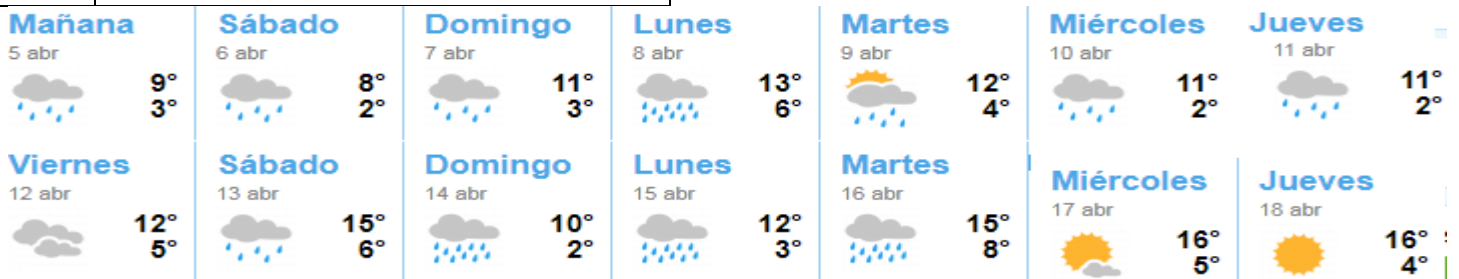 Mañana
5 abr
9°
3°
Sábado
6 abr
8°
2°
Domingo
7 abr
11°
3°
Lunes
8 abr
13°
6°
Martes
9 abr
12°
4°
Miércoles
10 abr
11°
2°
Jueves
11 abr
11°
2°
Viernes
12 abr
12°
5°
Sábado
13 abr
15°
6°
Domingo
14 abr
10°
2°
Lunes
15 abr
12°
3°
Martes
16 abr
15°
8°
Miércoles
17 abr
16°
5°
Jueves
18 abr
16°
4°